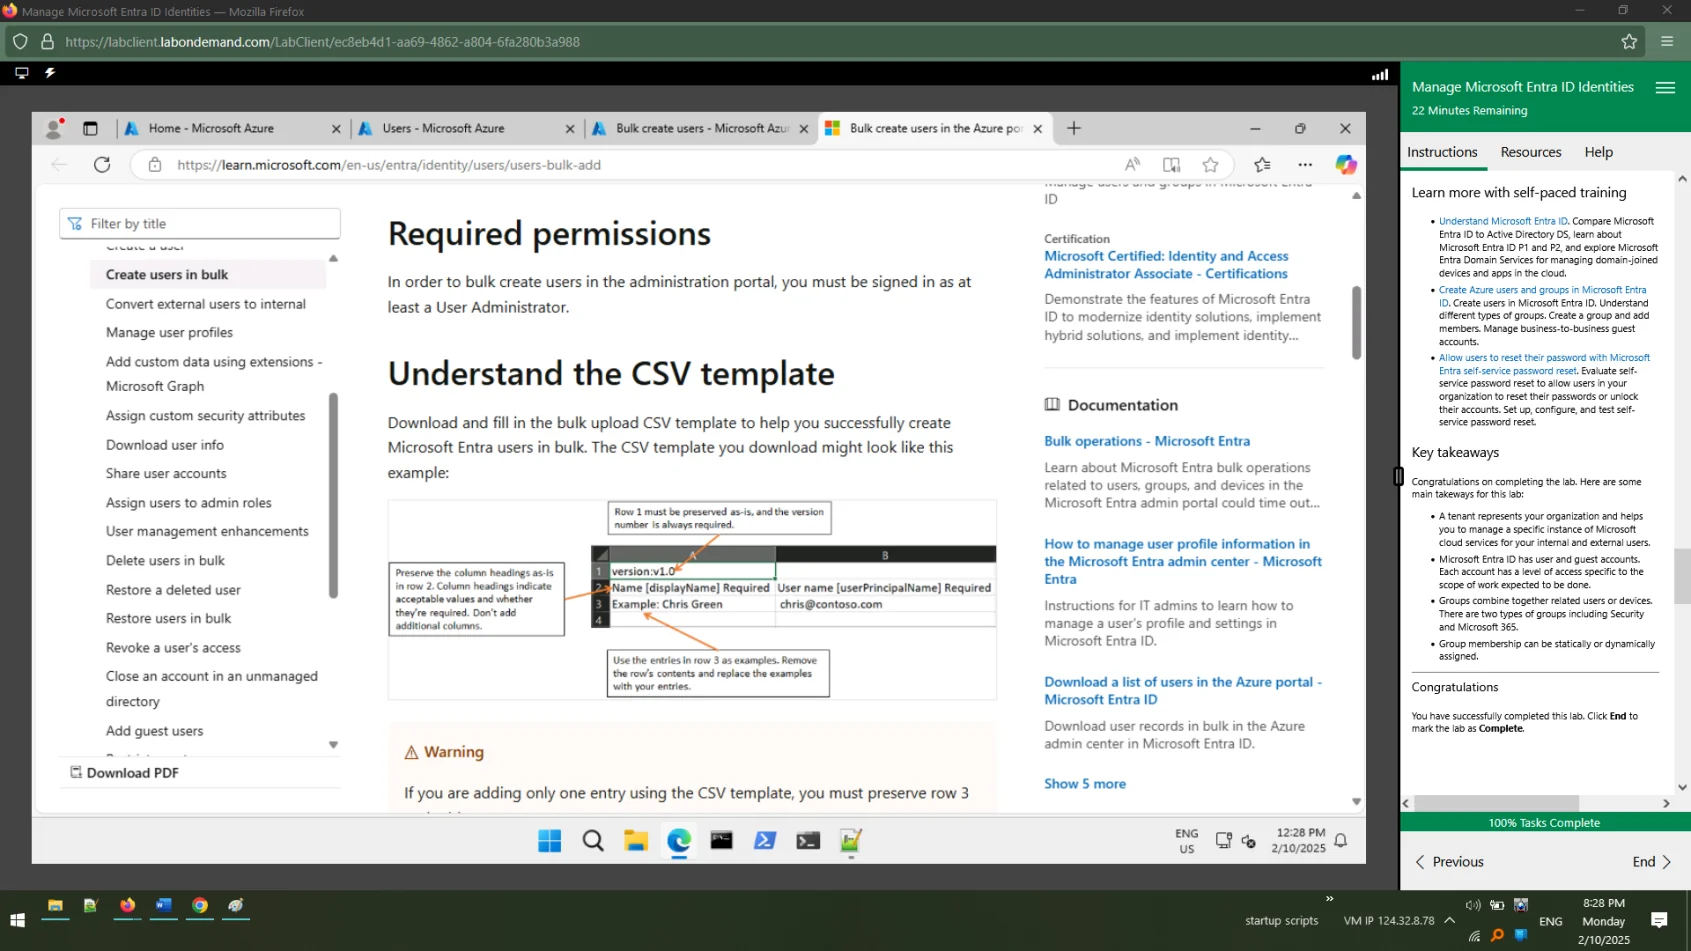 Manage Microsoft Entra ID Identities — Mozilla Firefox
https://labclient.labondemand.com/LabClient/ec8eb4d1-aa69-4862-a804-6fa280b3a988
Home - Microsoft Azure
Users - Microsoft Azure
Bulk create users - Microsoft Azu
Bulk create users in the Azure po
https://learn.microsoft.com/en-us/entra/identity/users/users-bulk-add
Filter by title
Create a user
Create users in bulk
Convert external users to internal
Manage user profiles
Add custom data using extensions -
Microsoft Graph
Assign custom security attributes
Download user info
Share user accounts
Assign users to admin roles
User management enhancements
Delete users in bulk
Restore a deleted user
Restore users in bulk
Revoke a user's access
Close an account in an unmanaged
directory
Add guest users
Download PDF
Required permissions
In order to bulk create users in the administration portal, you must be signed in as at
least a User Administrator.
Understand the CSV template
Download and fill in the bulk upload CSV template to help you successfully create
Microsoft Entra users in bulk. The CSV template you download might look like this
example:
Row 1 must be preserved as-is, and the version
number is always required.
Preserve the column headings as-is
in row 2. Column headings indicate
acceptable values and whether
they're required. Don't add
additional columns.
A B
1 version:v1.0
2 Name [displayName] Required User name [userPrincipalName] Required
3 Example: Chris Green chris@contoso.com
4
Use the entries in row 3 as examples. Remove
the row's contents and replace the examples
with your entries.
Warning
If you are adding only one entry using the CSV template, you must preserve row 3
Manage users and groups in Microsoft Entra
ID
Certification
Microsoft Certified: Identity and Access
Administrator Associate - Certifications
Demonstrate the features of Microsoft Entra
ID to modernize identity solutions, implement
hybrid solutions, and implement identity...
Documentation
Bulk operations - Microsoft Entra
Learn about Microsoft Entra bulk operations
related to users, groups, and devices in the
Microsoft Entra admin portal could time out...
How to manage user profile information in
the Microsoft Entra admin center - Microsoft
Entra
Instructions for IT admins to learn how to
manage a user's profile and settings in
Microsoft Entra ID.
Download a list of users in the Azure portal -
Microsoft Entra ID
Download user records in bulk in the Azure
admin center in Microsoft Entra ID.
Show 5 more
ENG
US
12:28 PM
2/10/2025
Manage Microsoft Entra ID Identities
22 Minutes Remaining
Instructions Resources Help
Learn more with self-paced training
• Understand Microsoft Entra ID. Compare Microsoft
Entra ID to Active Directory DS, learn about
Microsoft Entra ID P1 and P2, and explore Microsoft
Entra Domain Services for managing domain-joined
devices and apps in the cloud.
• Create Azure users and groups in Microsoft Entra
ID. Create users in Microsoft Entra ID. Understand
different types of groups. Create a group and add
members. Manage business-to-business guest
accounts.
• Allow users to reset their password with Microsoft
Entra self-service password reset. Evaluate self-
service password reset to allow users in your
organization to reset their passwords or unlock
their accounts. Set up, configure, and test self-
service password reset.
Key takeaways
Congratulations on completing the lab. Here are some
main takeways for this lab:
• A tenant represents your organization and helps
you to manage a specific instance of Microsoft
cloud services for your internal and external users.
• Microsoft Entra ID has user and guest accounts.
Each account has a level of access specific to the
scope of work expected to be done.
• Groups combine together related users or devices.
There are two types of groups including Security
and Microsoft 365.
• Group membership can be statically or dynamically
assigned.
Congratulations
You have successfully completed this lab. Click End to
mark the lab as Complete.
100% Tasks Complete
Previous
End
startup scripts
VM IP 124.32.8.78
ENG
8:28 PM
Monday
2/10/2025